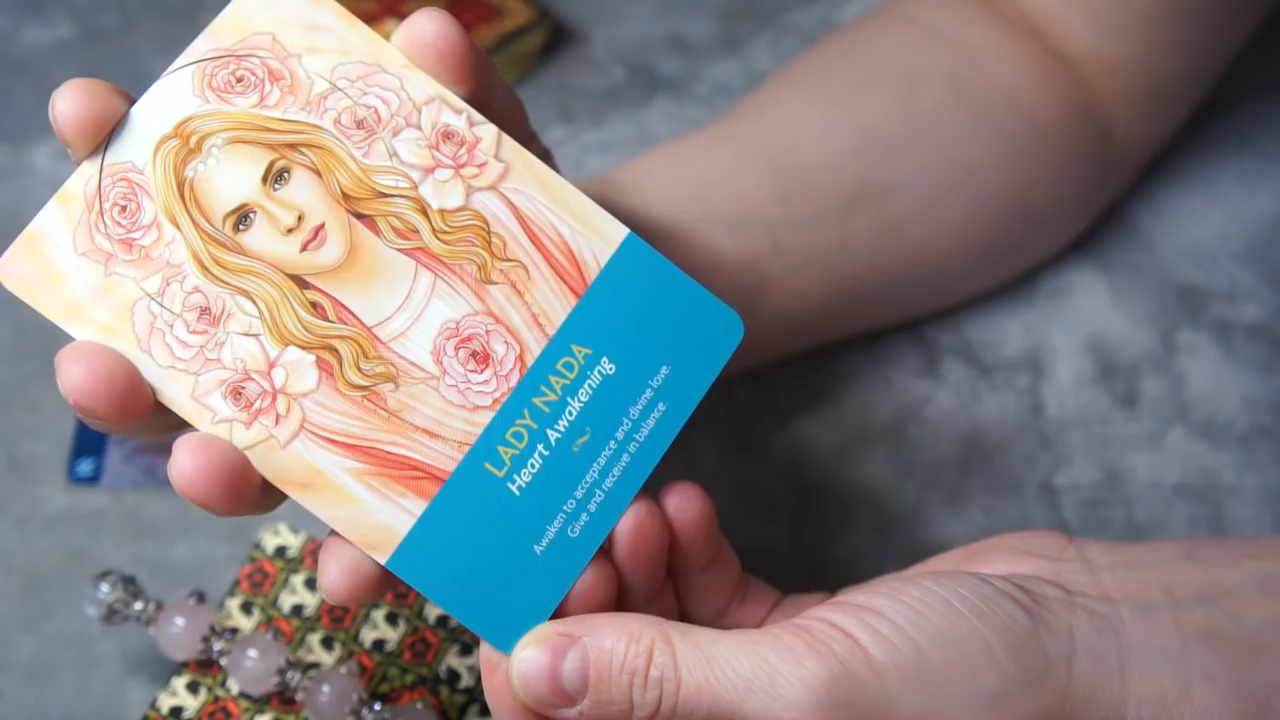 LADY NADA
Heart Awakening
Awaken to acceptance and divine love.
Give and receive in balance.